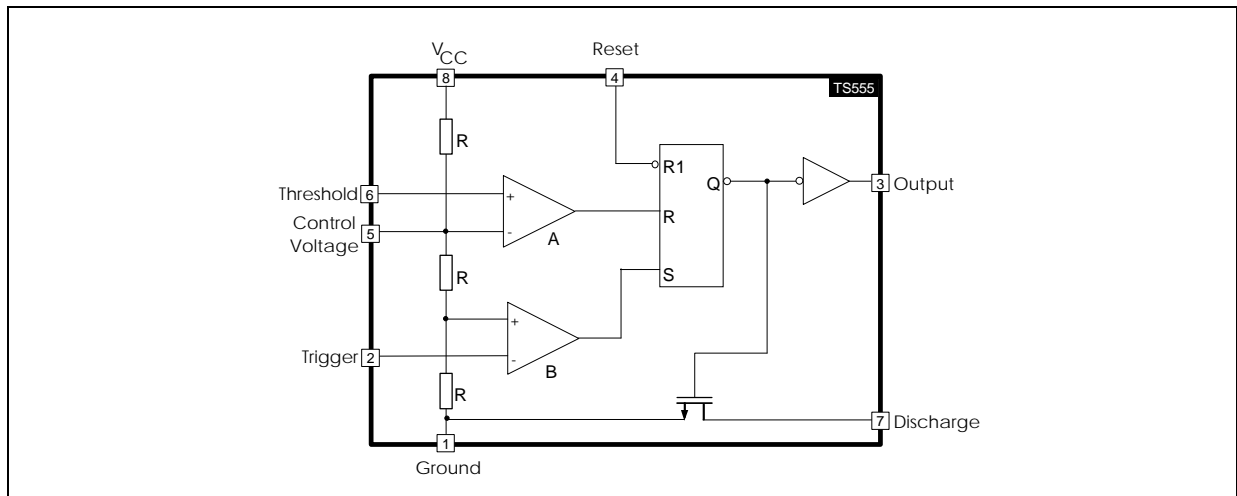 VCC
Reset
8
4
TS555
R
R1
Threshold
6
+
Q
3
Output
Control
Voltage
5
-
A
R
R
S
+
Trigger
2
-
B
R
7
Discharge
1
Ground